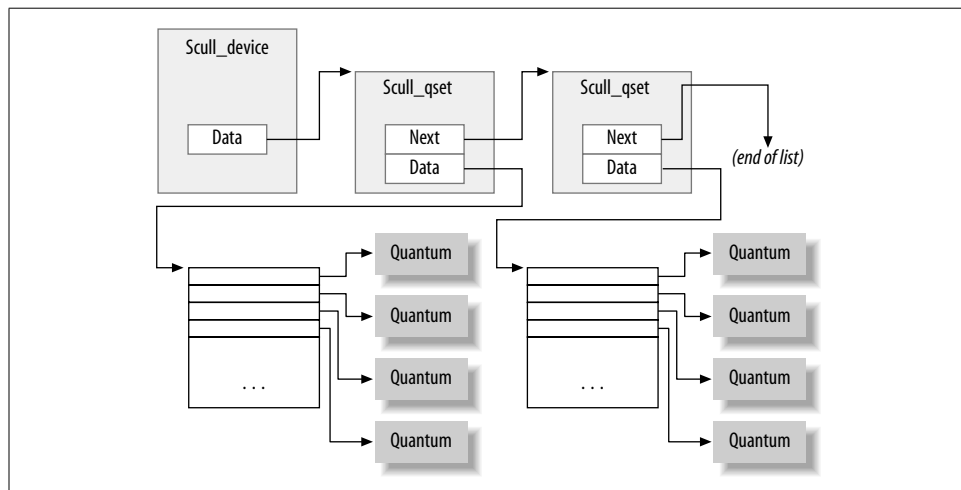 Scull_device
Scull_qset
Scull_qset
Data
Next
Next
Data
Data
(end of list)
Quantum
Quantum
Quantum
Quantum
Quantum
Quantum
Quantum
Quantum
. . .
. . .